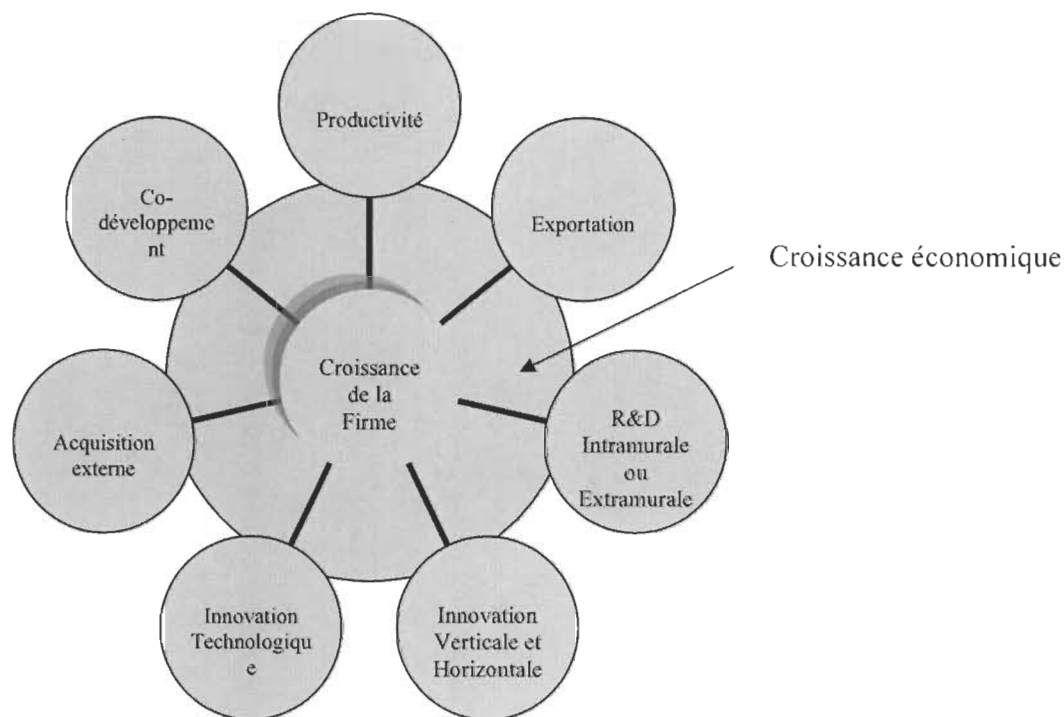 Productivité
Co-
développeme
nt
Exportation
Croissance économique
Croissance
de la
Firme
Acquisition
externe
R&D
Intramurale
ou
Extramurale
Innovation
Technologiqu
e
Innovation
Verticale et
Horizontale